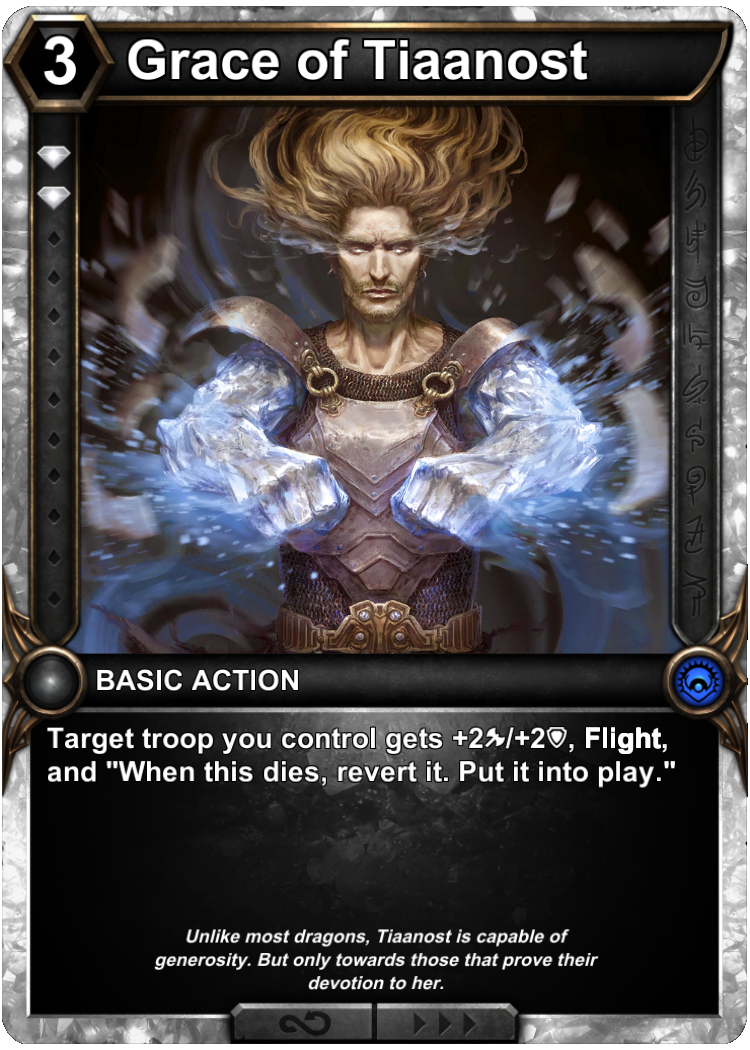 3
Grace of Tiaanost
BASIC ACTION
Target troop you control gets +2/+2, Flight,
and "When this dies, revert it. Put it into play."
Unlike most dragons, Tiaanost is capable of
generosity. But only towards those that prove their
devotion to her.